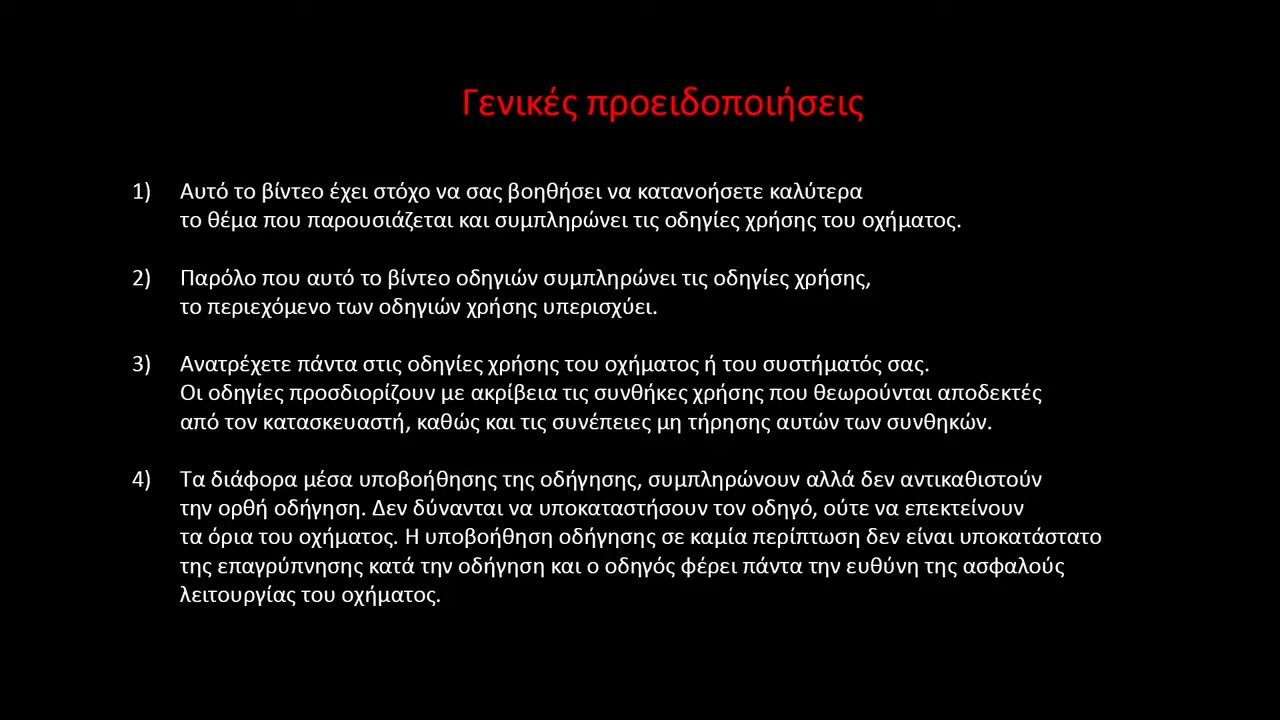 Γενικές προειδοποιήσεις
1) Αυτό το βίντεο έχει στόχο να σας βοηθήσει να κατανοήσετε καλύτερα
το θέμα που παρουσιάζεται και συμπληρώνει τις οδηγίες χρήσης του οχήματος.
2) Παρόλο που αυτό το βίντεο οδηγιών συμπληρώνει τις οδηγίες χρήσης,
το περιεχόμενο των οδηγιών χρήσης υπερισχύει.
3) Ανατρέχετε πάντα στις οδηγίες χρήσης του οχήματος ή του συστήματός σας.
Οι οδηγίες προσδιορίζουν με ακρίβεια τις συνθήκες χρήσης που θεωρούνται αποδεκτές
από τον κατασκευαστή, καθώς και τις συνέπειες μη τήρησης αυτών των συνθηκών.
4) Τα διάφορα μέσα υποβοήθησης της οδήγησης, συμπληρώνουν αλλά δεν αντικαθιστούν
την ορθή οδήγηση. Δεν δύνανται να υποκαταστήσουν τον οδηγό, ούτε να επεκτείνουν
τα όρια του οχήματος. Η υποβοήθηση οδήγησης σε καμία περίπτωση δεν είναι υποκατάστατο
της επαγρύπνησης κατά την οδήγηση και ο οδηγός φέρει πάντα την ευθύνη της ασφαλούς
λειτουργίας του οχήματος.